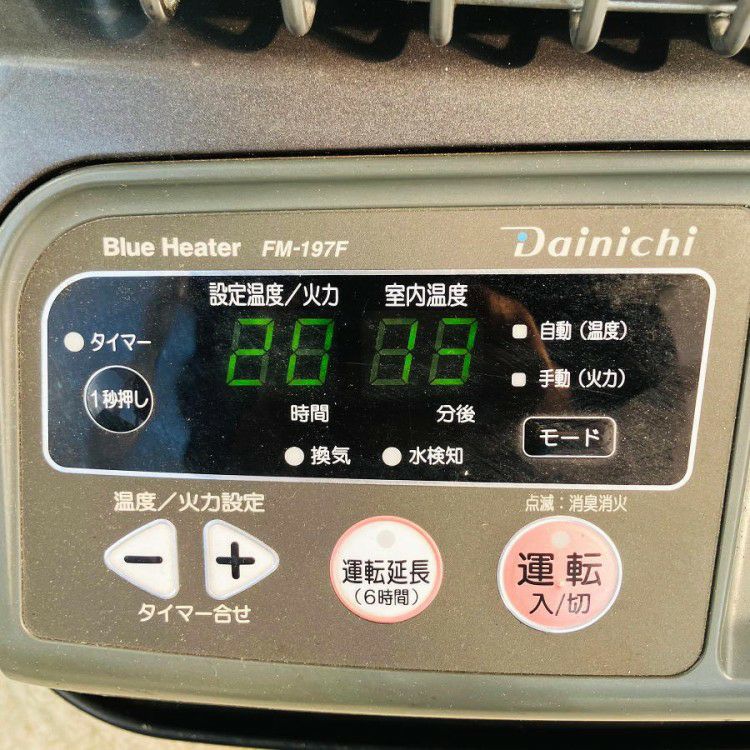 Blue Heater FM-197F
Dainichi
設定温度/火力
室内温度
タイマー
20
13
自動(温度)
手動(火力)
1秒押し
時間
分後
モード
換気
水検知
温度/火力設定
点滅:消臭消火
-
+
運転延長
(6時間)
運転
入/切
タイマー合せ